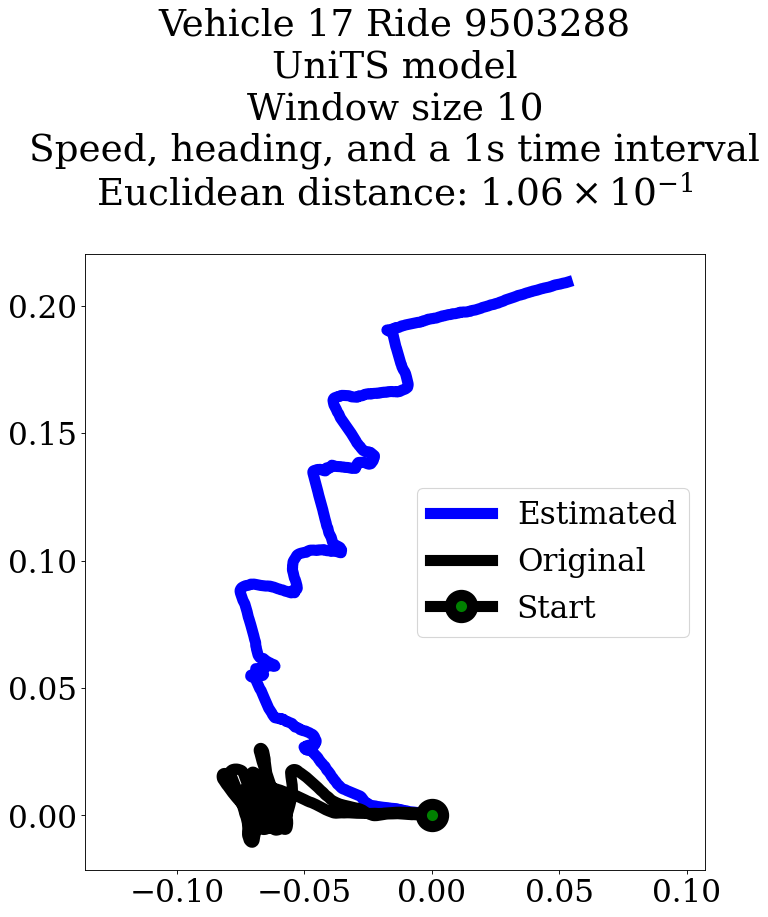 Vehicle 17 Ride 9503288
UniTS model
Window size 10
Speed, heading, and a 1s time interval
Euclidean distance: 1.06 × 10⁻¹
0.20
0.15
0.10
0.05
0.00
Estimated
Original
Start
−0.10 −0.05 0.00 0.05 0.10